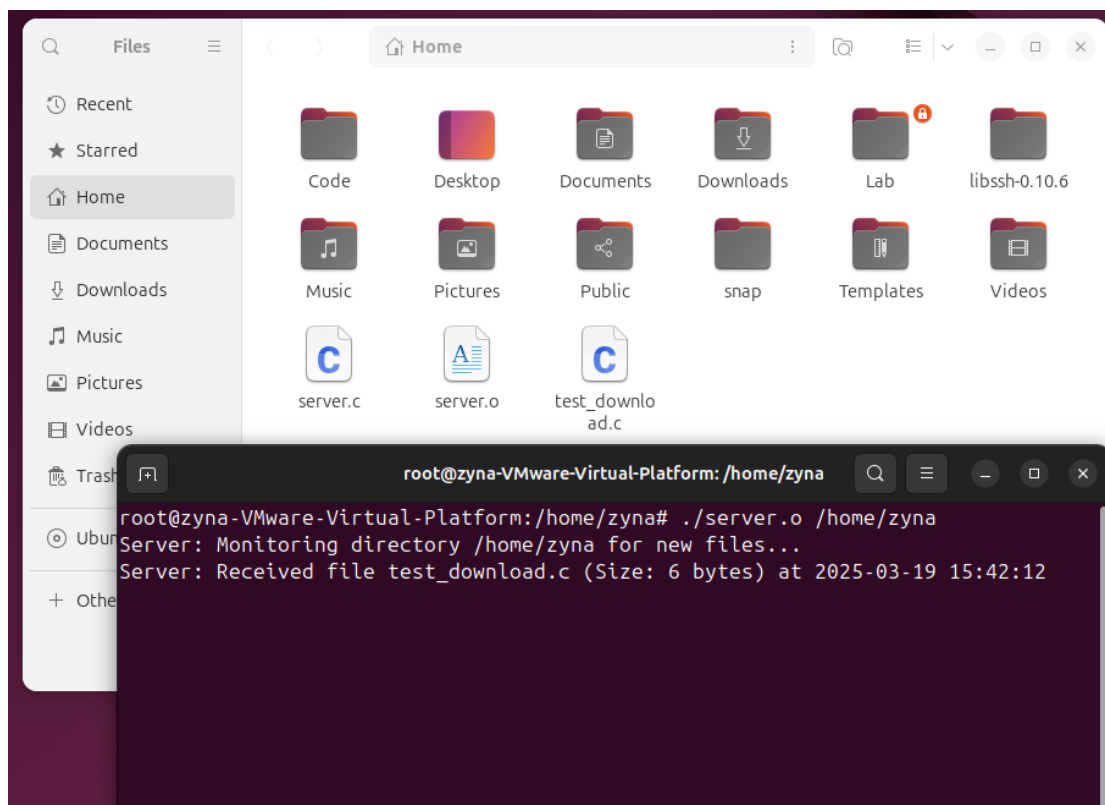 Files
Home
Recent
Starred
Home
Documents
Downloads
Music
Pictures
Videos
Trash
Ubun
Othe
Code
Desktop
Documents
Downloads
Lab
libssh-0.10.6
Music
Pictures
Public
snap
Templates
Videos
C
server.c
A
server.o
C
test_downlo
ad.c
root@zyna-VMware-Virtual-Platform: /home/zyna
root@zyna-VMware-Virtual-Platform:/home/zyna# ./server.o /home/zyna
Server: Monitoring directory /home/zyna for new files...
Server: Received file test_download.c (Size: 6 bytes) at 2025-03-19 15:42:12